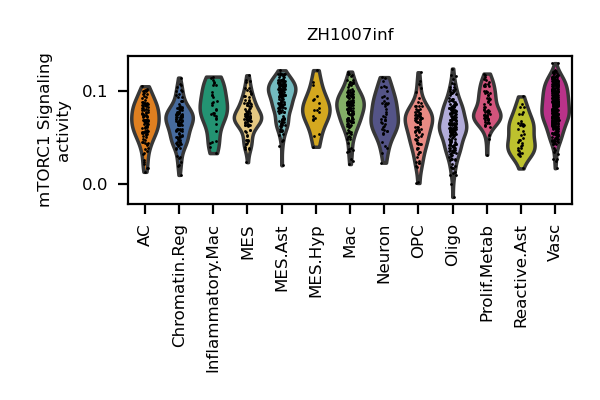 ZH1007inf
mTORC1 Signaling
activity
0.1
0.0
AC
Chromatin.Reg
Inflammatory.Mac
MES
MES.Ast
MES.Hyp
Mac
Neuron
OPC
Oligo
Prolif.Metab
Reactive.Ast
Vasc